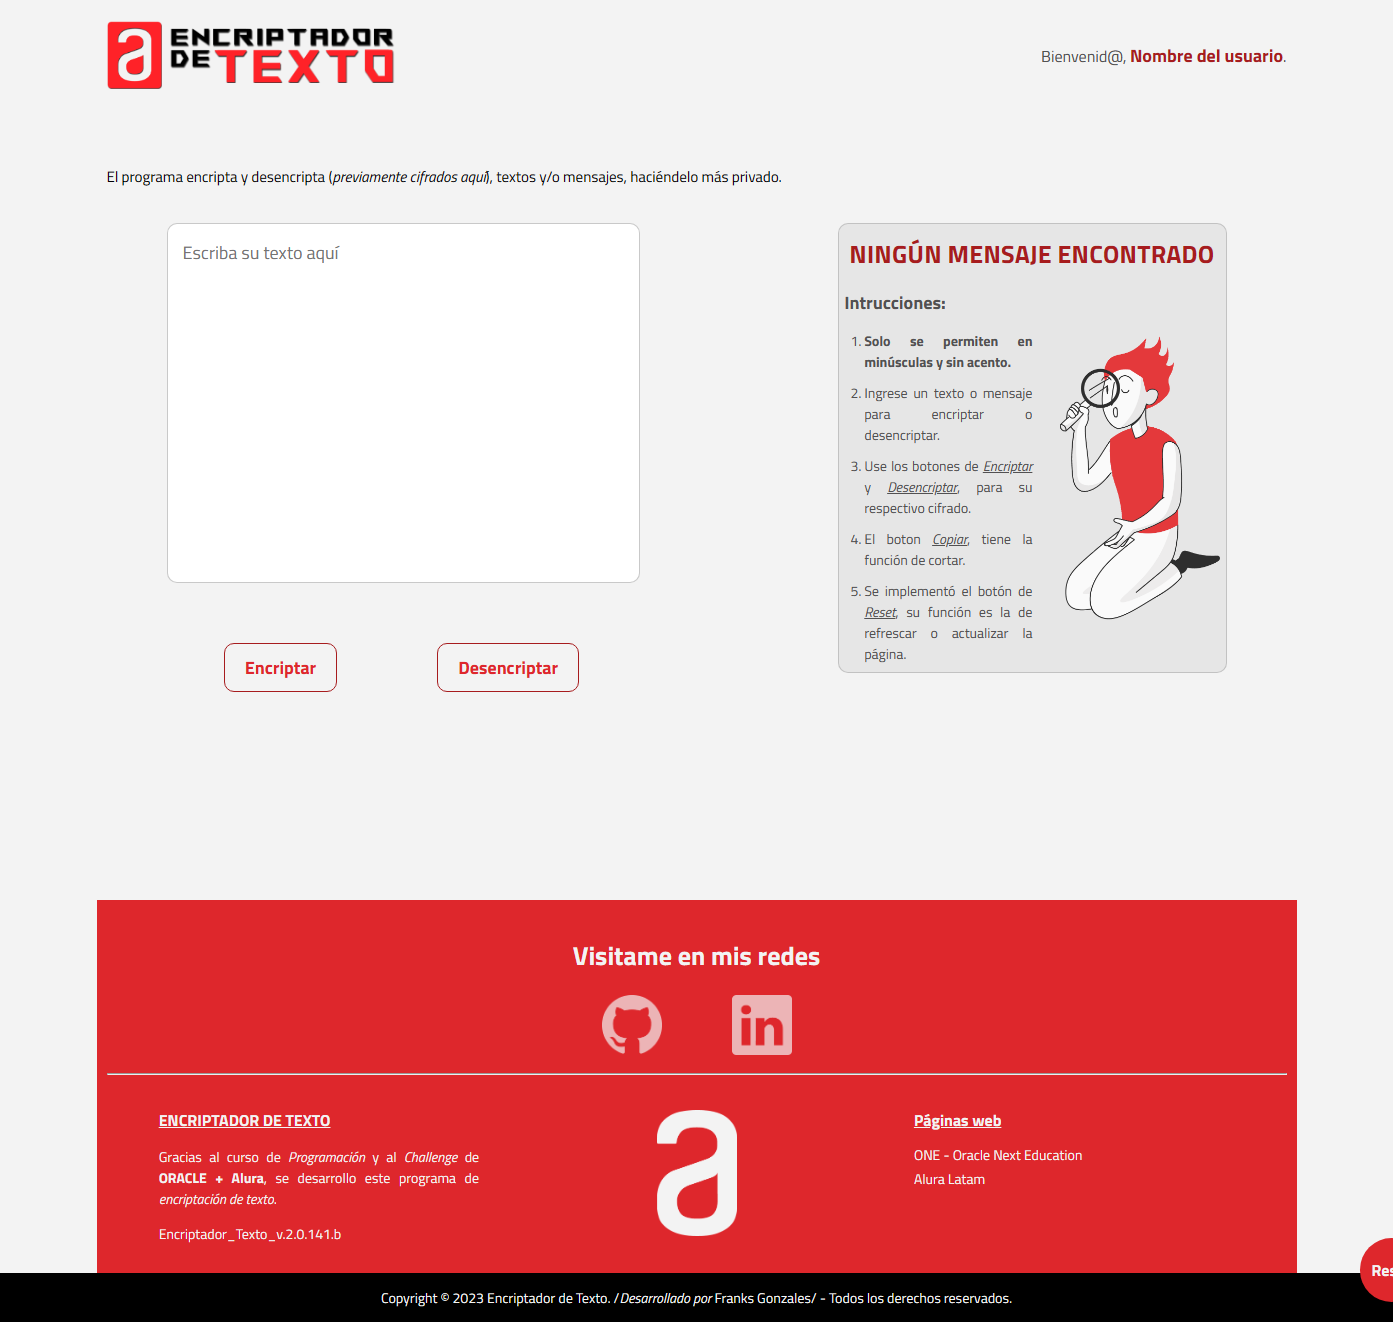 a ENCRIPTADOR
DE TEXTO
Bienvenid@, Nombre del usuario.
El programa encripta y desencripta (previamente cifrados aquí), textos y/o mensajes, haciéndelo más privado.
Escriba su texto aquí
Encriptar
Desencriptar
NINGÚN MENSAJE ENCONTRADO
Intrucciones:
1. Solo se permiten en
minúsculas y sin acento.
2. Ingrese un texto o mensaje
para encriptar o
desencriptar.
3. Use los botones de Encriptar
y Desencriptar, para su
respectivo cifrado.
4. El boton Copiar, tiene la
función de cortar.
5. Se implementó el botón de
Reset, su función es la de
refrescar o actualizar la
página.
Visitame en mis redes
in
ENCRIPTADOR DE TEXTO
Gracias al curso de Programación y al Challenge de
ORACLE + Alura, se desarrollo este programa de
encriptación de texto.
Encriptador_Texto_v.2.0.141.b
a
Páginas web
ONE - Oracle Next Education
Alura Latam
Res
Copyright © 2023 Encriptador de Texto. /Desarrollado por Franks Gonzales/ - Todos los derechos reservados.